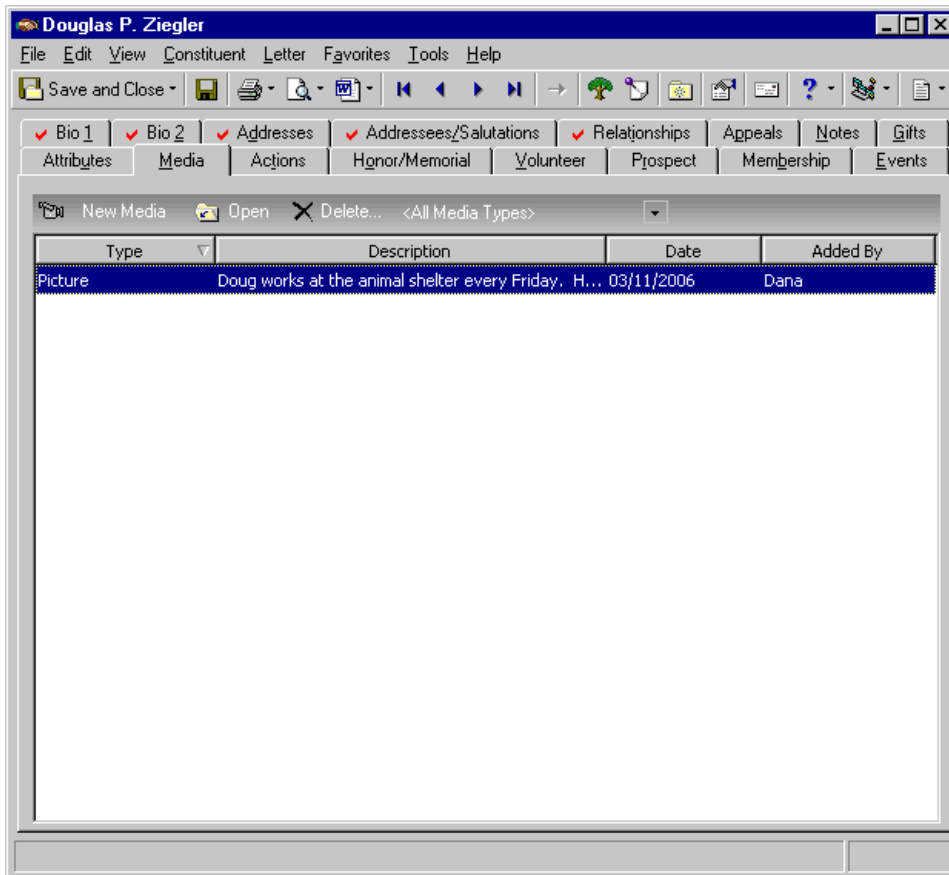 Douglas P. Ziegler
File Edit View Constituent Letter Favorites Tools Help
Save and Close
Bio 1 Bio 2 Addresses Addressees/Salutations Relationships Appeals Notes Gifts
Attributes Media Actions Honor/Memorial Volunteer Prospect Membership Events
New Media Open Delete... <All Media Types>
Type Description Date Added By
Picture Doug works at the animal shelter every Friday. H... 03/11/2006 Dana